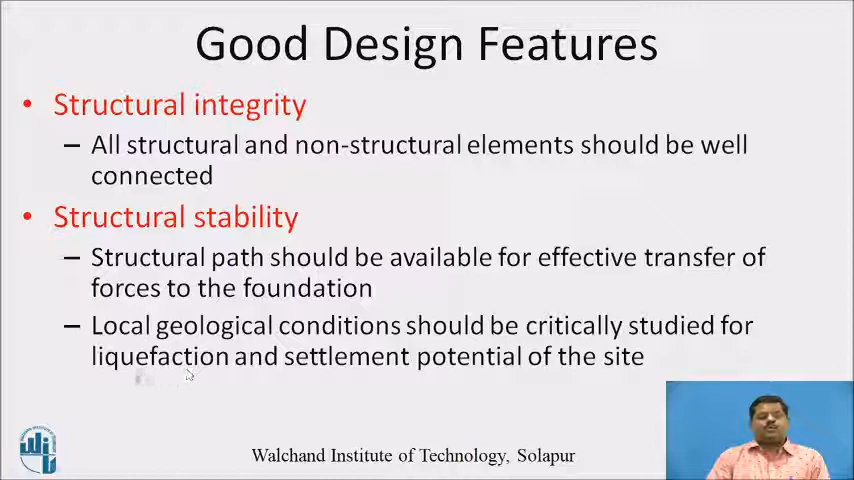 Good Design Features
• Structural integrity
– All structural and non-structural elements should be well
connected
• Structural stability
– Structural path should be available for effective transfer of
forces to the foundation
– Local geological conditions should be critically studied for
liquefaction and settlement potential of the site
Walchand Institute of Technology, Solapur